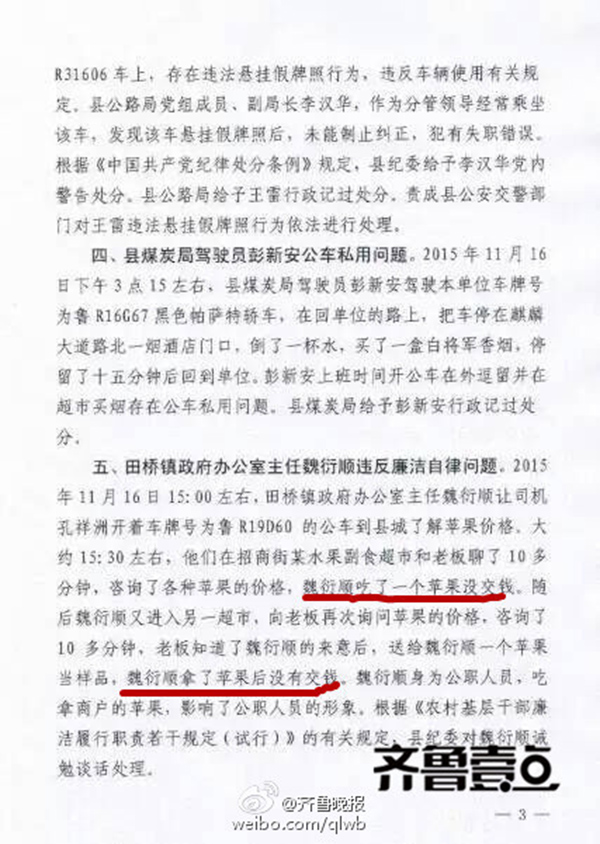 R31606 车上，存在违法悬挂假牌照行为，违反车辆使用有关规
定。县公路局党组成员、副局长李汉华，作为分管领导经常乘坐
该车，发现该车悬挂假牌照后，未能制止纠正，犯有失职错误。
根据《中国共产党纪律处分条例》规定，县纪委给予李汉华党内
警告处分。县公路局给予王雷行政记过处分。责成县公安交警部
门对王雷违法悬挂假牌照行为依法进行处理。
四、县煤炭局驾驶员彭新安公车私用问题。2015 年 11 月 16
日下午 3 点 15 左右，县煤炭局驾驶员彭新安驾驶本单位车牌号
为鲁 R16G67 黑色帕萨特轿车，在回单位的路上，把车停在麒麟
大道路北一烟酒店门口，倒了一杯水，买了一盒白将军香烟，停
留了十五分钟后回到单位。彭新安上班时间开公车在外逗留并在
超市买烟存在公车私用问题。县煤炭局给予彭新安行政记过处
分。
五、田桥镇政府办公室主任魏衍顺违反廉洁自律问题。2015
年 11 月 16 日 15：00 左右，田桥镇政府办公室主任魏衍顺让司机
孔祥洲开着车牌号为鲁 R19D60 的公车到县城了解苹果价格。大
约 15：30 左右，他们在招商街某水果副食超市和老板聊了 10 多
分钟，咨询了各种苹果的价格，魏衍顺吃了一个苹果没交钱。随
后魏衍顺又进入另一超市，向老板再次询问苹果的价格，咨询了
10 多分钟，老板知道了魏衍顺的来意后，送给魏衍顺一个苹果
当样品，魏衍顺拿了苹果后没有交钱。魏衍顺身为公职人员，吃
拿商户的苹果，影响了公职人员的形象。根据《农村基层干部廉
洁履行职责若干规定（试行）》的有关规定，县纪委对魏衍顺诫
勉谈话处理。
齐鲁壹点
@齐鲁晚报
weibo.com/qlwb
— 3 —